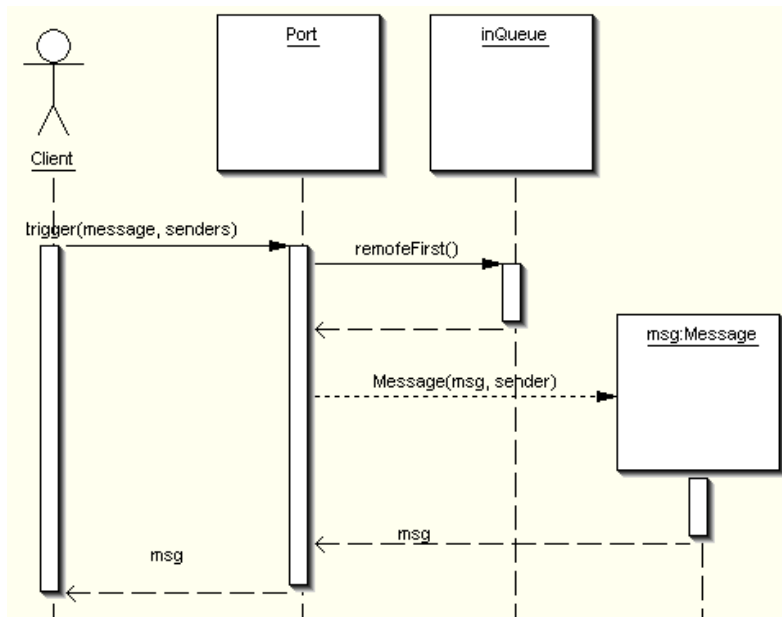 Port
inQueue
Client
trigger(message, senders)
remofeFirst()
msg:Message
Message(msg, sender)
msg
msg